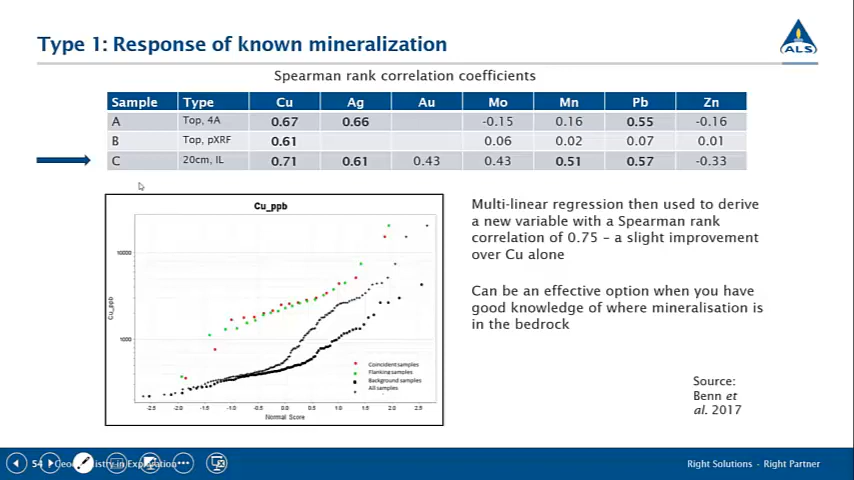 Type 1: Response of known mineralization
ALS
Spearman rank correlation coefficients
Sample Type Cu Ag Au Mo Mn Pb Zn
A Top, 4A 0.67 0.66 -0.15 0.16 0.55 -0.16
B Top, pXRF 0.61 0.06 0.02 0.07 0.01
C 20cm, IL 0.71 0.61 0.43 0.43 0.51 0.57 -0.33
Cu_ppb
10000
1000
Cu_ppb
Coincident samples
Flanking samples
Background samples
All samples
-2.5 -2.0 -1.5 -1.0 -0.5 0.0 0.5 1.0 1.5 2.0 2.5
Normal Score
Multi-linear regression then used to derive
a new variable with a Spearman rank
correlation of 0.75 – a slight improvement
over Cu alone
Can be an effective option when you have
good knowledge of where mineralisation is
in the bedrock
Source:
Benn et
al. 2017
54
in Exploration
Right Solutions · Right Partner